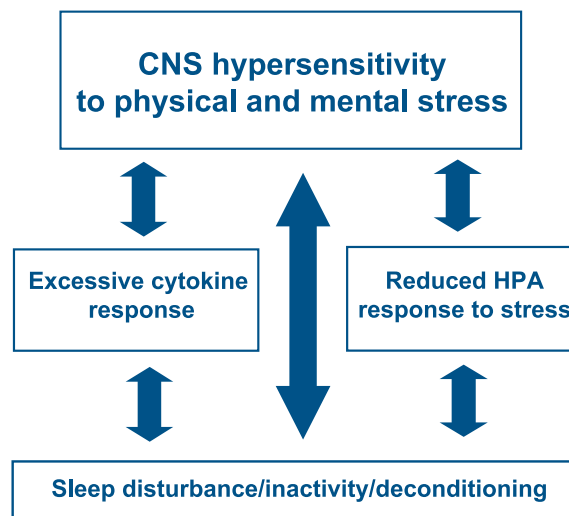 CNS hypersensitivity
to physical and mental stress
Excessive cytokine
response
Reduced HPA
response to stress
Sleep disturbance/inactivity/deconditioning